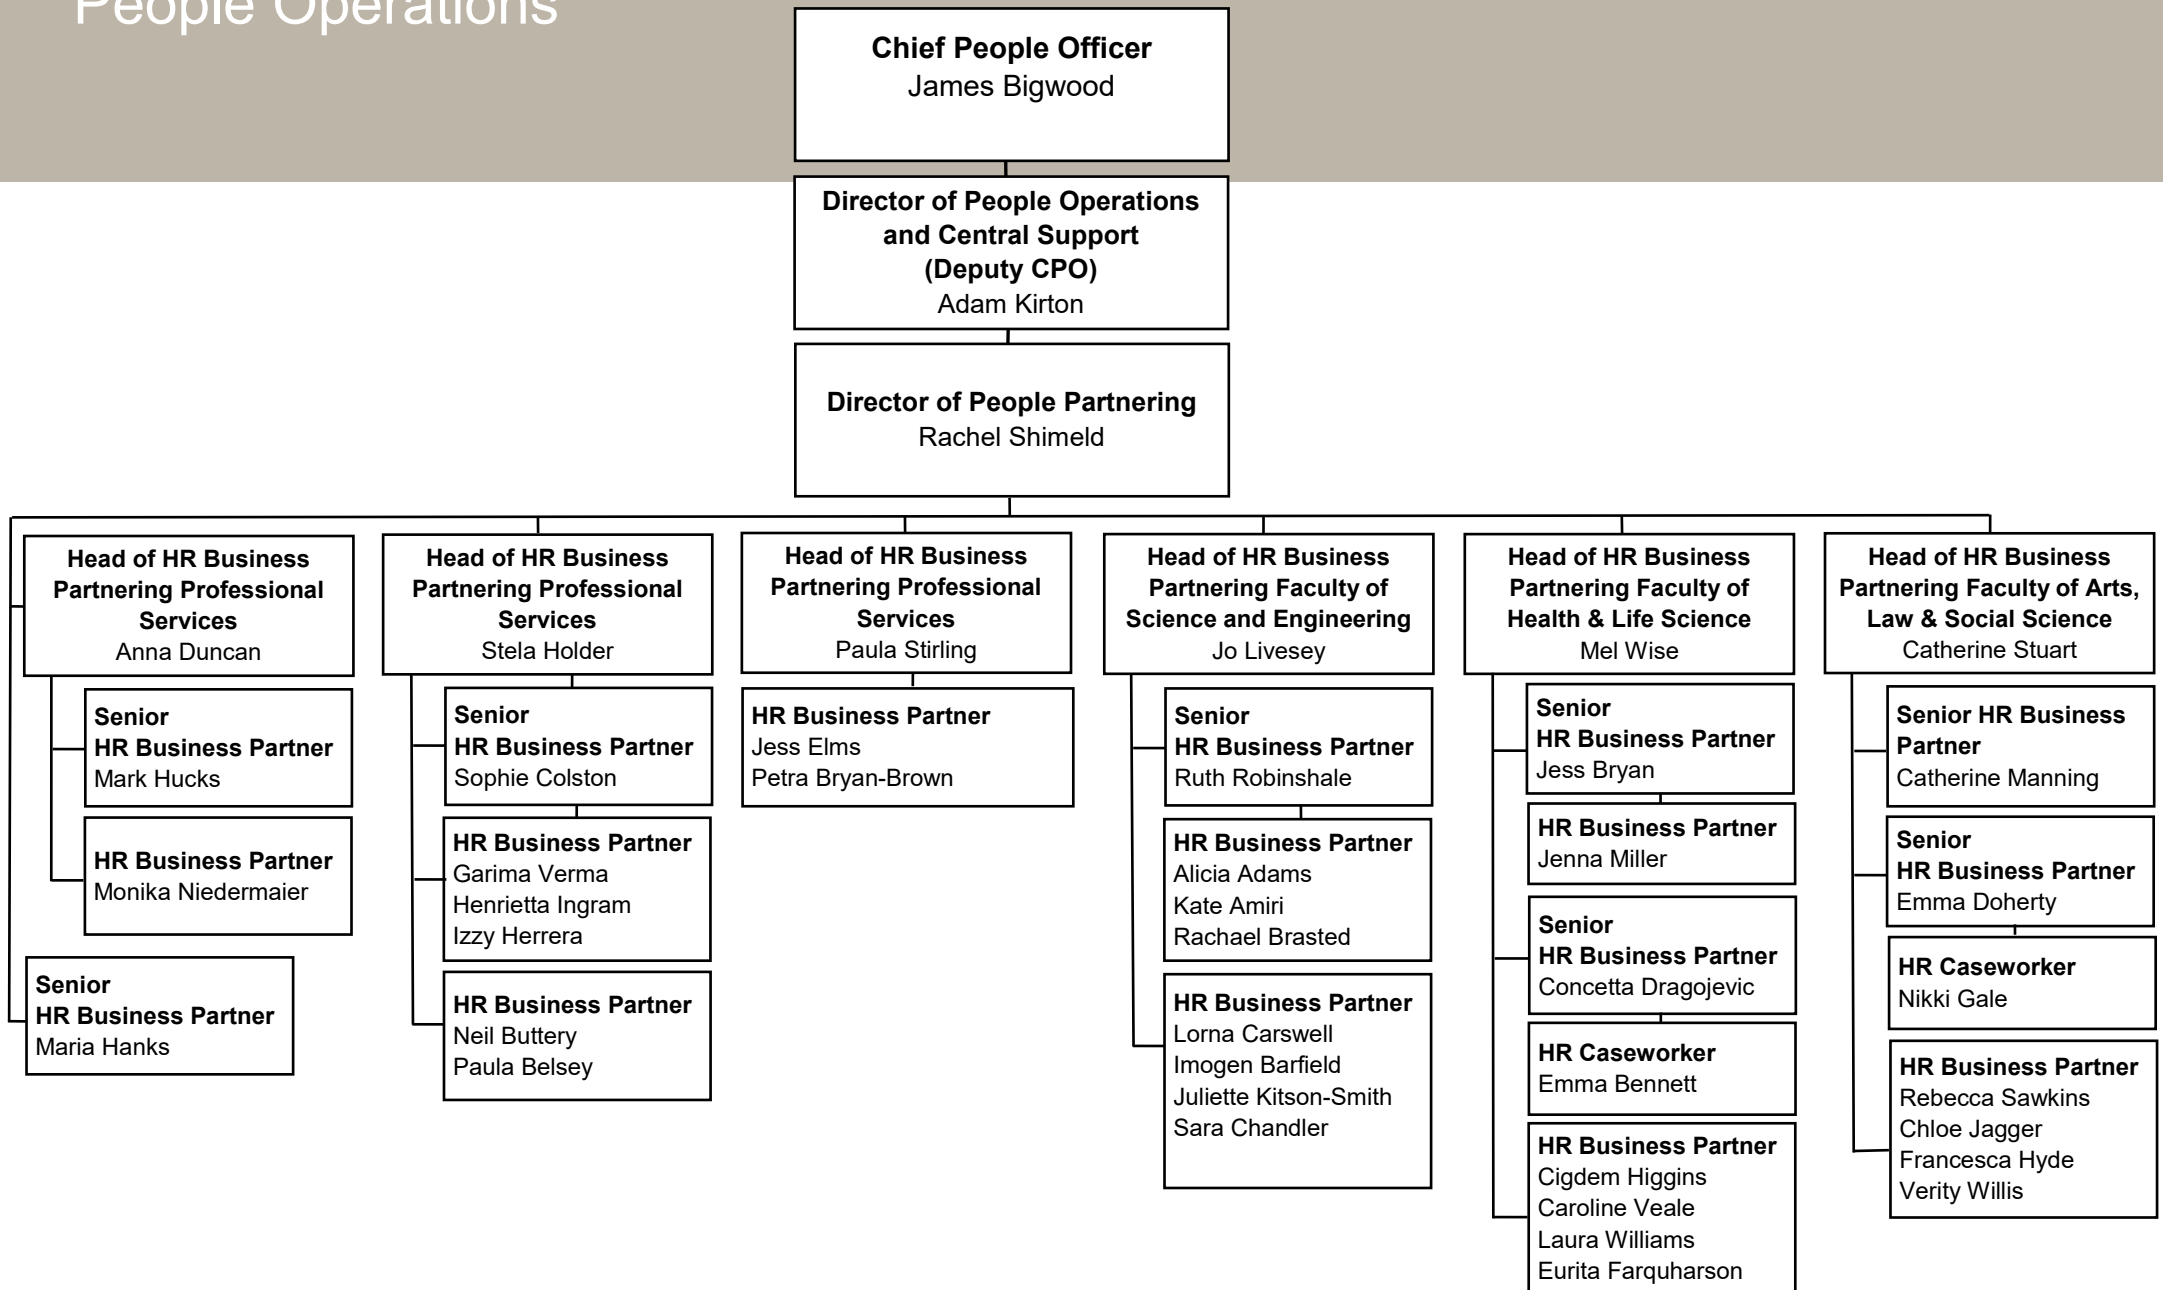 People Operations
Chief People Officer
James Bigwood
Director of People Operations
and Central Support
(Deputy CPO)
Adam Kirton
Director of People Partnering
Rachel Shimeld
Head of HR Business
Partnering Professional
Services
Anna Duncan
Senior
HR Business Partner
Mark Hucks
HR Business Partner
Monika Niedermaier
Senior
HR Business Partner
Maria Hanks
Head of HR Business
Partnering Professional
Services
Stela Holder
Senior
HR Business Partner
Sophie Colston
HR Business Partner
Garima Verma
Henrietta Ingram
Izzy Herrera
HR Business Partner
Neil Buttery
Paula Belsey
Head of HR Business
Partnering Professional
Services
Paula Stirling
HR Business Partner
Jess Elms
Petra Bryan-Brown
Head of HR Business
Partnering Faculty of
Science and Engineering
Jo Livesey
Senior
HR Business Partner
Ruth Robinshale
HR Business Partner
Alicia Adams
Kate Amiri
Rachael Brasted
HR Business Partner
Lorna Carswell
Imogen Barfield
Juliette Kitson-Smith
Sara Chandler
Head of HR Business
Partnering Faculty of
Health & Life Science
Mel Wise
Senior
HR Business Partner
Jess Bryan
HR Business Partner
Jenna Miller
Senior
HR Business Partner
Concetta Dragojevic
HR Caseworker
Emma Bennett
HR Business Partner
Cigdem Higgins
Caroline Veale
Laura Williams
Eurita Farquharson
Head of HR Business
Partnering Faculty of Arts,
Law & Social Science
Catherine Stuart
Senior HR Business
Partner
Catherine Manning
Senior
HR Business Partner
Emma Doherty
HR Caseworker
Nikki Gale
HR Business Partner
Rebecca Sawkins
Chloe Jagger
Francesca Hyde
Verity Willis